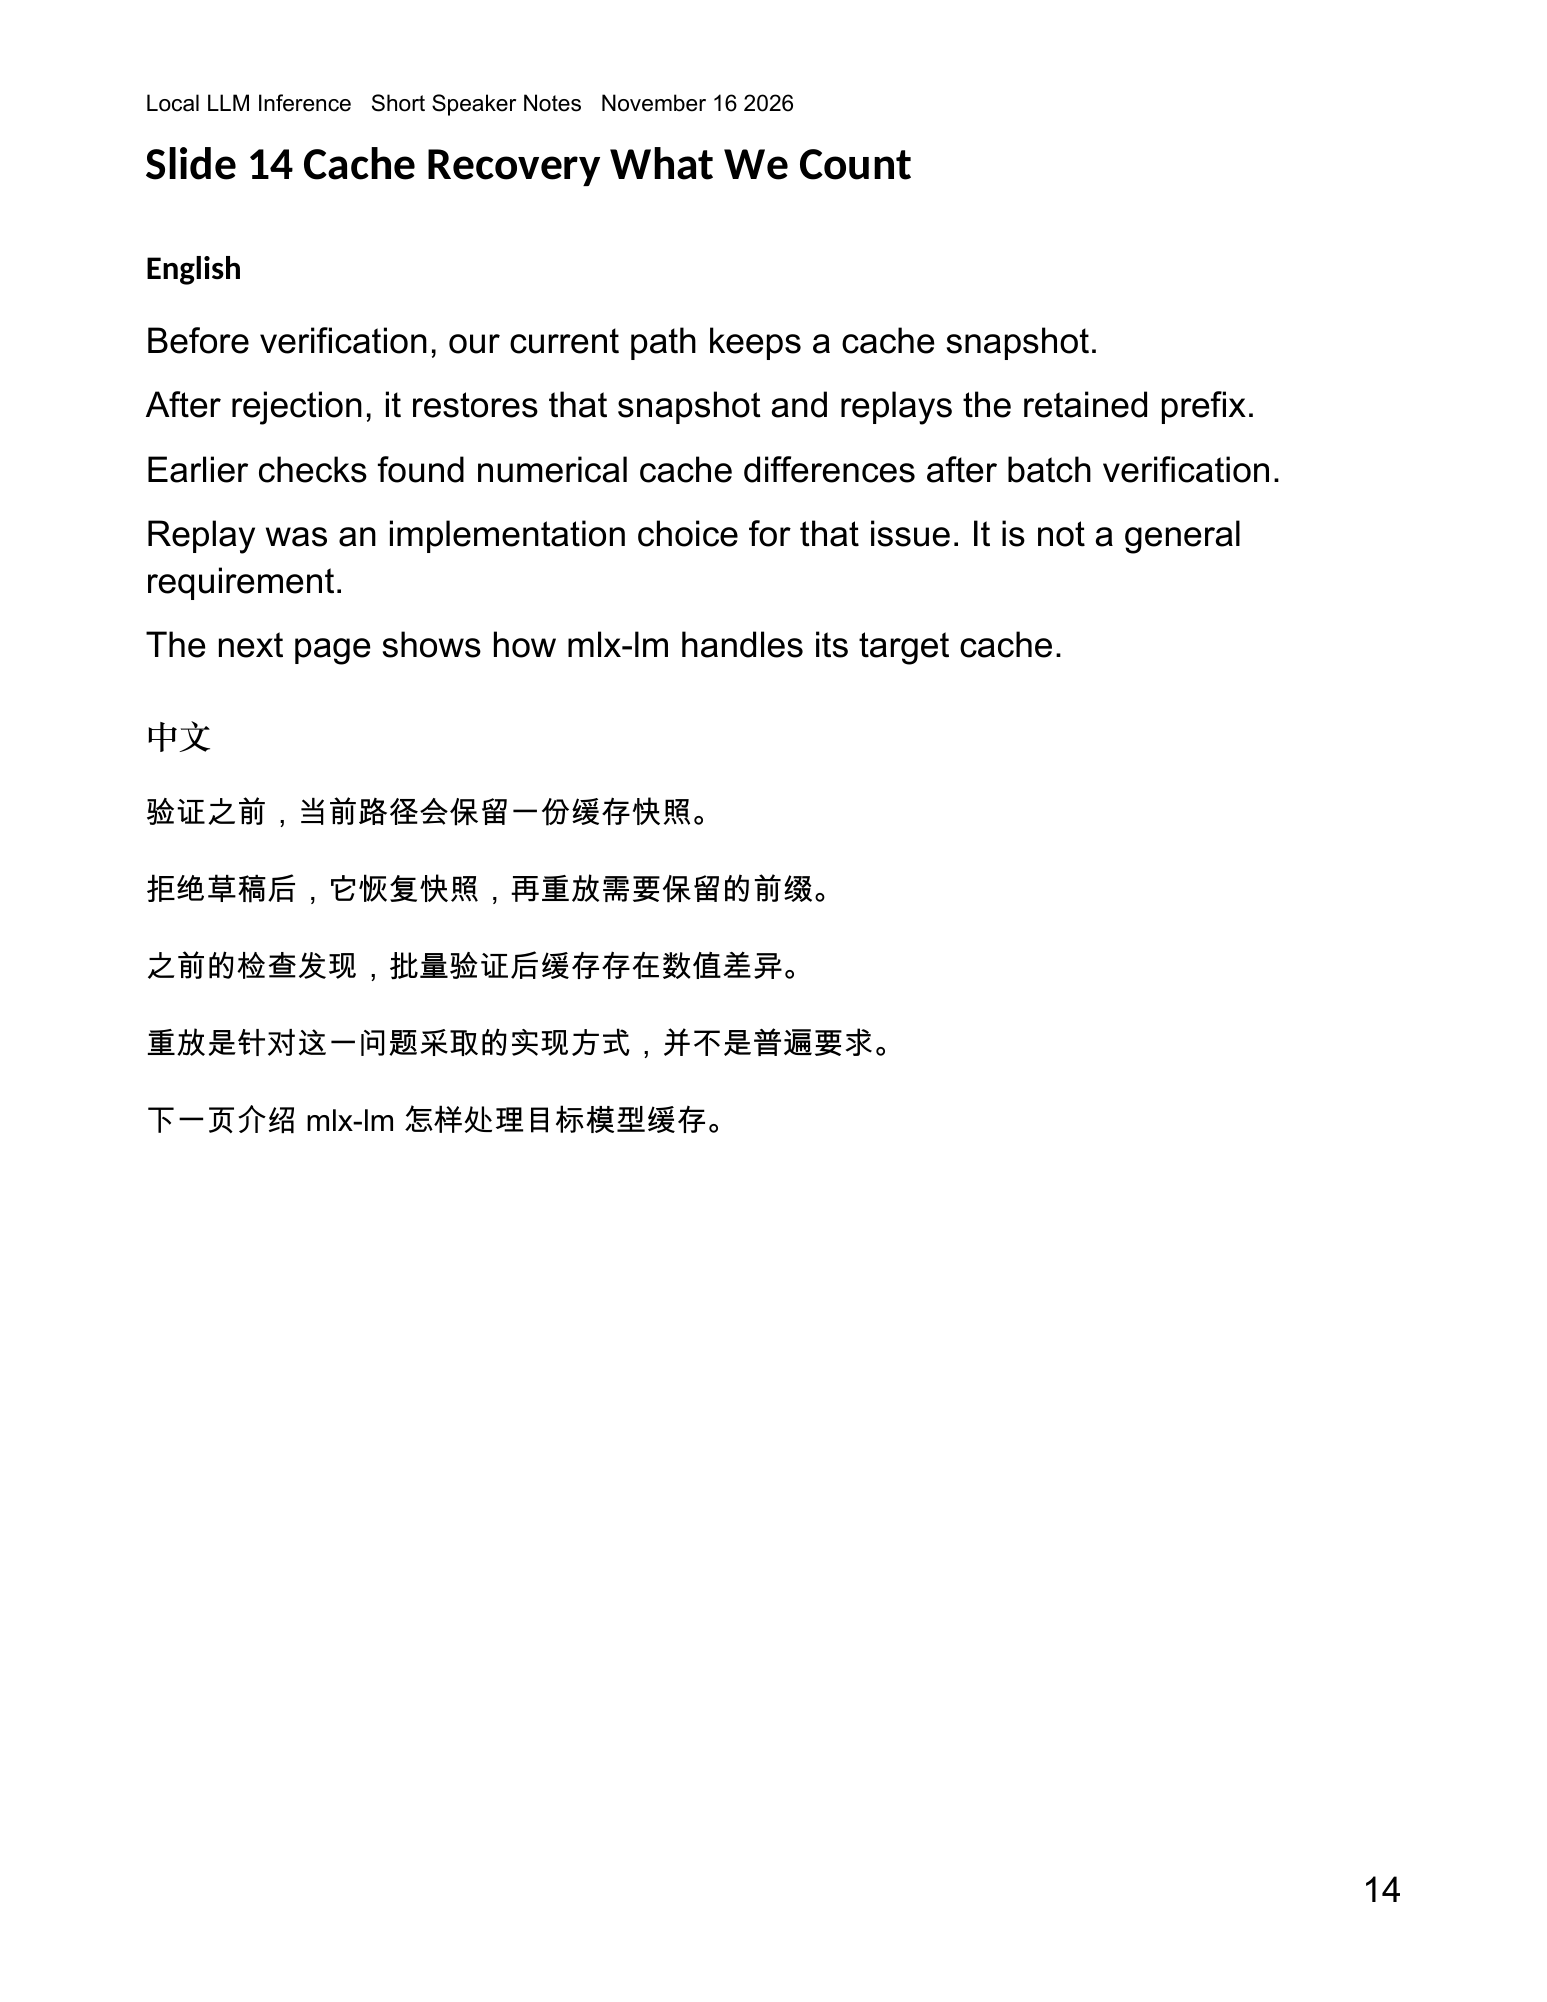 Local LLM Inference   Short Speaker Notes   November 16 2026
Slide 14 Cache Recovery What We Count
English
Before verification, our current path keeps a cache snapshot.
After rejection, it restores that snapshot and replays the retained prefix.
Earlier checks found numerical cache differences after batch verification.
Replay was an implementation choice for that issue. It is not a general
requirement.
The next page shows how mlx-lm handles its target cache.
中文
验证之前，当前路径会保留一份缓存快照。
拒绝草稿后，它恢复快照，再重放需要保留的前缀。
之前的检查发现，批量验证后缓存存在数值差异。
重放是针对这一问题采取的实现方式，并不是普遍要求。
下一页介绍 mlx-lm 怎样处理目标模型缓存。
14